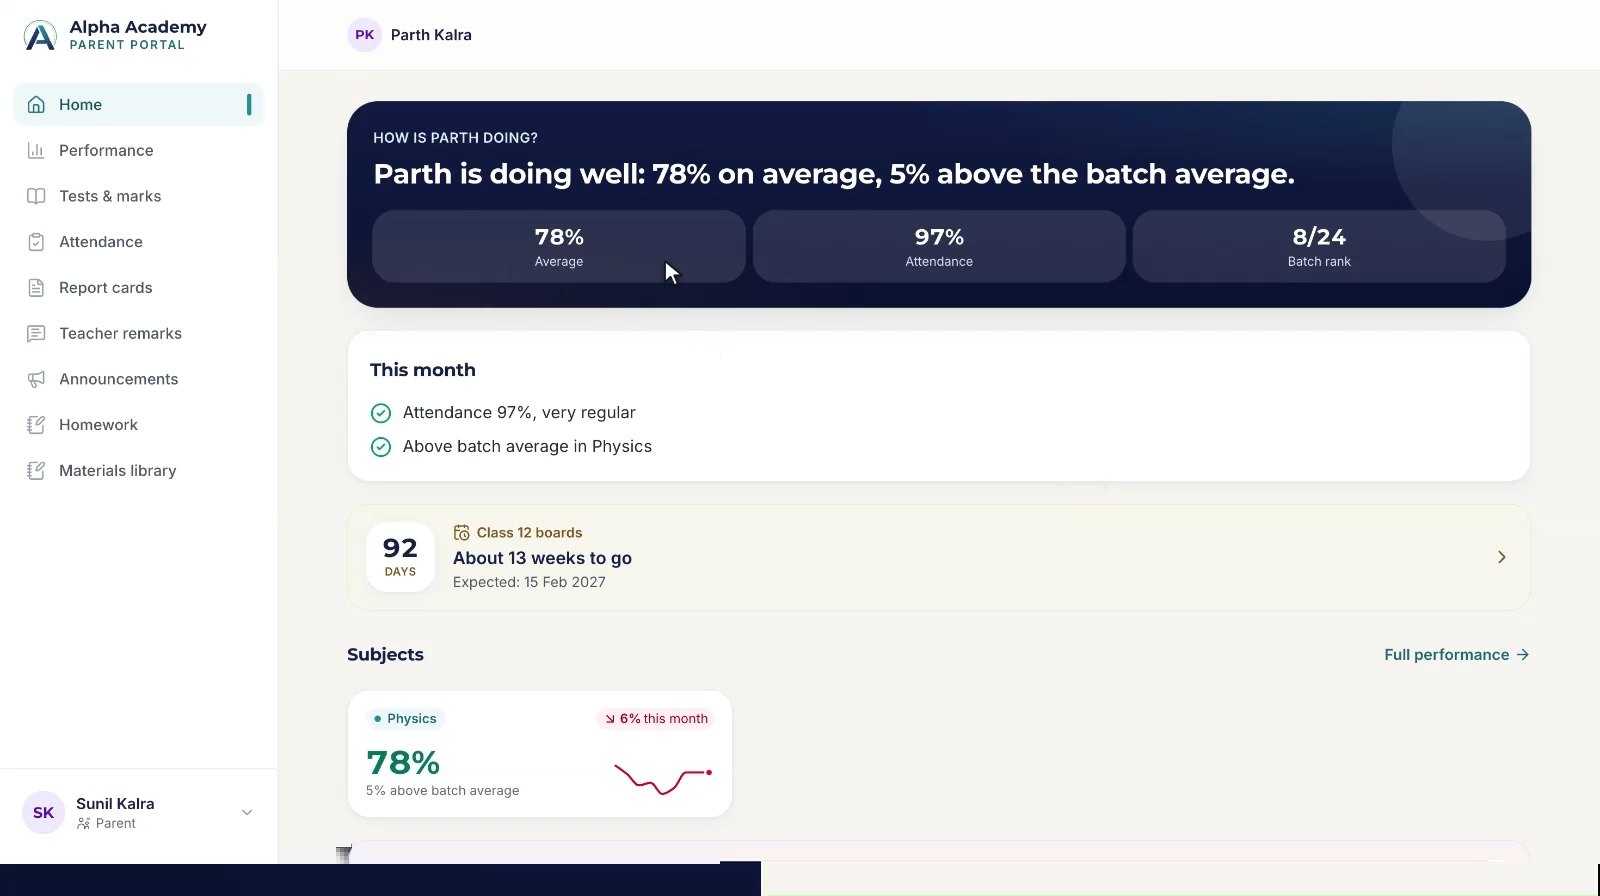 Alpha Academy
PARENT PORTAL
Home
Performance
Tests & marks
Attendance
Report cards
Teacher remarks
Announcements
Homework
Materials library
SK
Sunil Kalra
Parent
PK
Parth Kalra
HOW IS PARTH DOING?
Parth is doing well: 78% on average, 5% above the batch average.
78%
Average
97%
Attendance
8/24
Batch rank
This month
Attendance 97%, very regular
Above batch average in Physics
92
DAYS
Class 12 boards
About 13 weeks to go
Expected: 15 Feb 2027
Subjects
Full performance →
Physics
↘ 6% this month
78%
5% above batch average